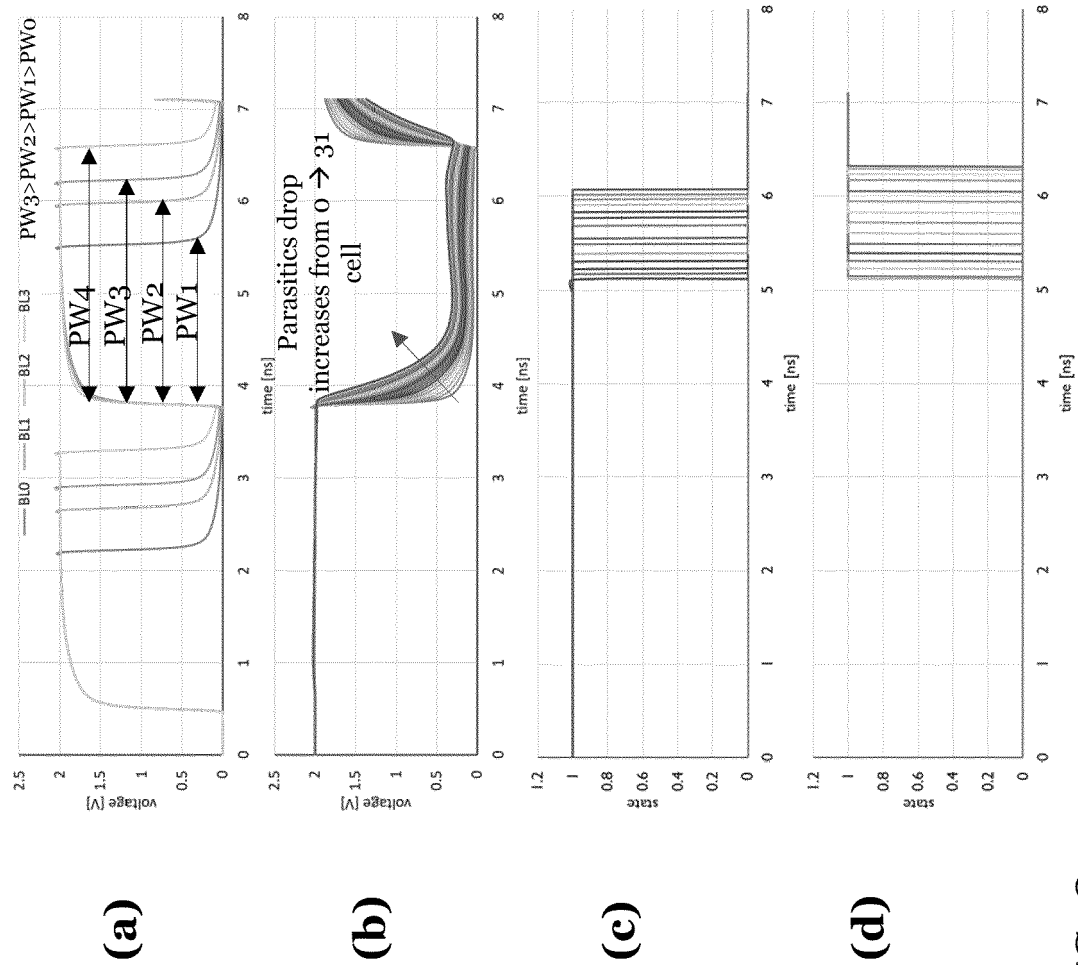 (a)
BL0 BL1 BL2 BL3
PW3>PW2>PW1>PW0
voltage [V]
2.5
2
1.5
1
0.5
0
PW4
PW3
PW2
PW1
0 1 2 3 4 5 6 7 8
time [ns]
(b)
voltage [V]
2.5
2
1.5
1
0.5
0
Parasitics drop
increases from 0 → 31
cell
0 1 2 3 4 5 6 7 8
time [ns]
(c)
state
1.2
1
0.8
0.6
0.4
0.2
0
0 1 2 3 4 5 6 7 8
time [ns]
(d)
state
1.2
1
0.8
0.6
0.4
0.2
0
0 1 2 3 4 5 6 7 8
time [ns]